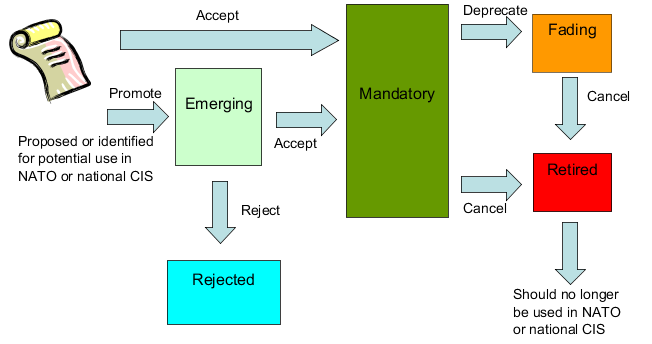 Accept
Deprecate
Fading
Promote
Emerging
Mandatory
Cancel
Proposed or identified
for potential use in
NATO or national CIS
Accept
Retired
Reject
Cancel
Rejected
Should no longer
be used in NATO
or national CIS